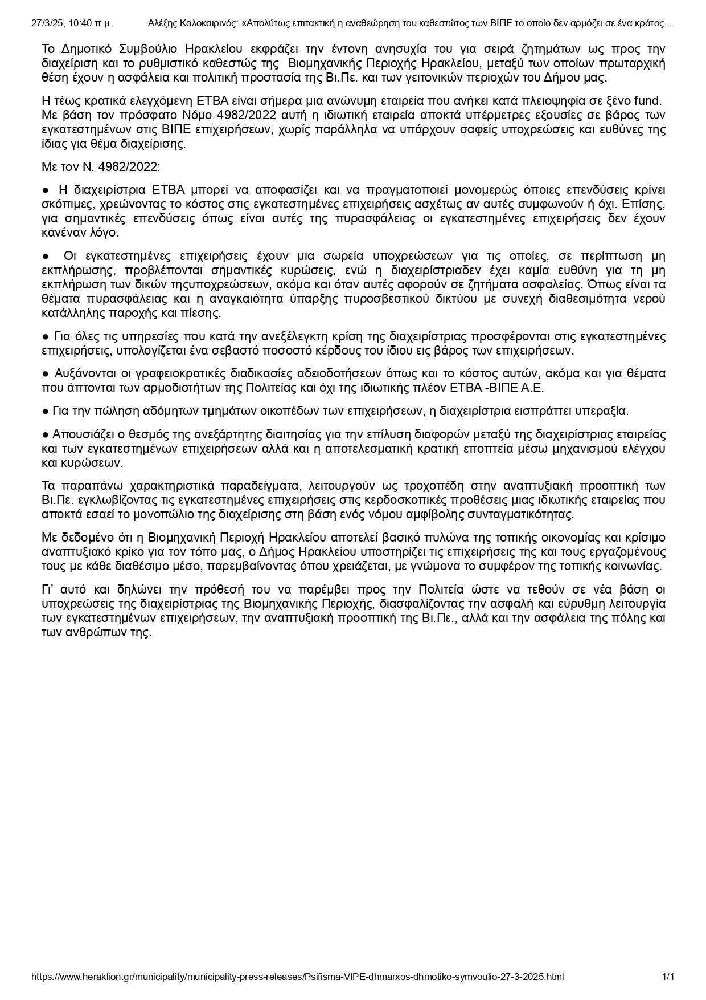 27/3/25, 10:40 π.μ. Αλέξης Καλοκαιρινός: «Απολύτως επιτακτική η αναθεώρηση του καθεστώτος των ΒΙΠΕ το οποίο δεν αρμόζει σε ένα κράτος…
Το Δημοτικό Συμβούλιο Ηρακλείου εκφράζει την έντονη ανησυχία του για σειρά ζητημάτων ως προς την
διαχείριση και το ρυθμιστικό καθεστώς της Βιομηχανικής Περιοχής Ηρακλείου, μεταξύ των οποίων πρωταρχική
θέση έχουν η ασφάλεια και πολιτική προστασία της Βι.Πε. και των γειτονικών περιοχών του Δήμου μας.
Η τέως κρατικά ελεγχόμενη ΕΤΒΑ είναι σήμερα μια ανώνυμη εταιρεία που ανήκει κατά πλειοψηφία σε ξένο fund.
Με βάση τον πρόσφατο Νόμο 4982/2022 αυτή η ιδιωτική εταιρεία αποκτά υπέρμετρες εξουσίες σε βάρος των
εγκατεστημένων στις ΒΙΠΕ επιχειρήσεων, χωρίς παράλληλα να υπάρχουν σαφείς υποχρεώσεις και ευθύνες της
ίδιας για θέμα διαχείρισης.
Με τον Ν. 4982/2022:
● Η διαχειρίστρια ΕΤΒΑ μπορεί να αποφασίζει και να πραγματοποιεί μονομερώς όποιες επενδύσεις κρίνει
σκόπιμες, χρεώνοντας το κόστος στις εγκατεστημένες επιχειρήσεις ασχέτως αν αυτές συμφωνούν ή όχι. Επίσης,
για σημαντικές επενδύσεις όπως είναι αυτές της πυρασφάλειας οι εγκατεστημένες επιχειρήσεις δεν έχουν
κανέναν λόγο.
● Οι εγκατεστημένες επιχειρήσεις έχουν μια σωρεία υποχρεώσεων για τις οποίες, σε περίπτωση μη
εκπλήρωσης, προβλέπονται σημαντικές κυρώσεις, ενώ η διαχειρίστριαδεν έχει καμία ευθύνη για τη μη
εκπλήρωση των δικών τηςυποχρεώσεων, ακόμα και όταν αυτές αφορούν σε ζητήματα ασφαλείας. Όπως είναι τα
θέματα πυρασφάλειας και η αναγκαιότητα ύπαρξης πυροσβεστικού δικτύου με συνεχή διαθεσιμότητα νερού
κατάλληλης παροχής και πίεσης.
● Για όλες τις υπηρεσίες που κατά την ανεξέλεγκτη κρίση της διαχειρίστριας προσφέρονται στις εγκατεστημένες
επιχειρήσεις, υπολογίζεται ένα σεβαστό ποσοστό κέρδους του ίδιου εις βάρος των επιχειρήσεων.
● Αυξάνονται οι γραφειοκρατικές διαδικασίες αδειοδοτήσεων όπως και το κόστος αυτών, ακόμα και για θέματα
που άπτονται των αρμοδιοτήτων της Πολιτείας και όχι της ιδιωτικής πλέον ΕΤΒΑ -ΒΙΠΕ Α.Ε.
● Για την πώληση αδόμητων τμημάτων οικοπέδων των επιχειρήσεων, η διαχειρίστρια εισπράττει υπεραξία.
● Απουσιάζει ο θεσμός της ανεξάρτητης διαιτησίας για την επίλυση διαφορών μεταξύ της διαχειρίστριας εταιρείας
και των εγκατεστημένων επιχειρήσεων αλλά και η αποτελεσματική κρατική εποπτεία μέσω μηχανισμού ελέγχου
και κυρώσεων.
Τα παραπάνω χαρακτηριστικά παραδείγματα, λειτουργούν ως τροχοπέδη στην αναπτυξιακή προοπτική των
Βι.Πε. εγκλωβίζοντας τις εγκατεστημένες επιχειρήσεις στις κερδοσκοπικές προθέσεις μιας ιδιωτικής εταιρείας που
αποκτά εσαεί το μονοπώλιο της διαχείρισης στη βάση ενός νόμου αμφίβολης συνταγματικότητας.
Με δεδομένο ότι η Βιομηχανική Περιοχή Ηρακλείου αποτελεί βασικό πυλώνα της τοπικής οικονομίας και κρίσιμο
αναπτυξιακό κρίκο για τον τόπο μας, ο Δήμος Ηρακλείου υποστηρίζει τις επιχειρήσεις της και τους εργαζομένους
τους με κάθε διαθέσιμο μέσο, παρεμβαίνοντας όπου χρειάζεται, με γνώμονα το συμφέρον της τοπικής κοινωνίας.
Γι’ αυτό και δηλώνει την πρόθεσή του να παρέμβει προς την Πολιτεία ώστε να τεθούν σε νέα βάση οι
υποχρεώσεις της διαχειρίστριας της Βιομηχανικής Περιοχής, διασφαλίζοντας την ασφαλή και εύρυθμη λειτουργία
των εγκατεστημένων επιχειρήσεων, την αναπτυξιακή προοπτική της Βι.Πε., αλλά και την ασφάλεια της πόλης και
των ανθρώπων της.
https://www.heraklion.gr/municipality/municipality-press-releases/Psifisma-VIPE-dhmarxos-dhmotiko-symvoulio-27-3-2025.html 1/1